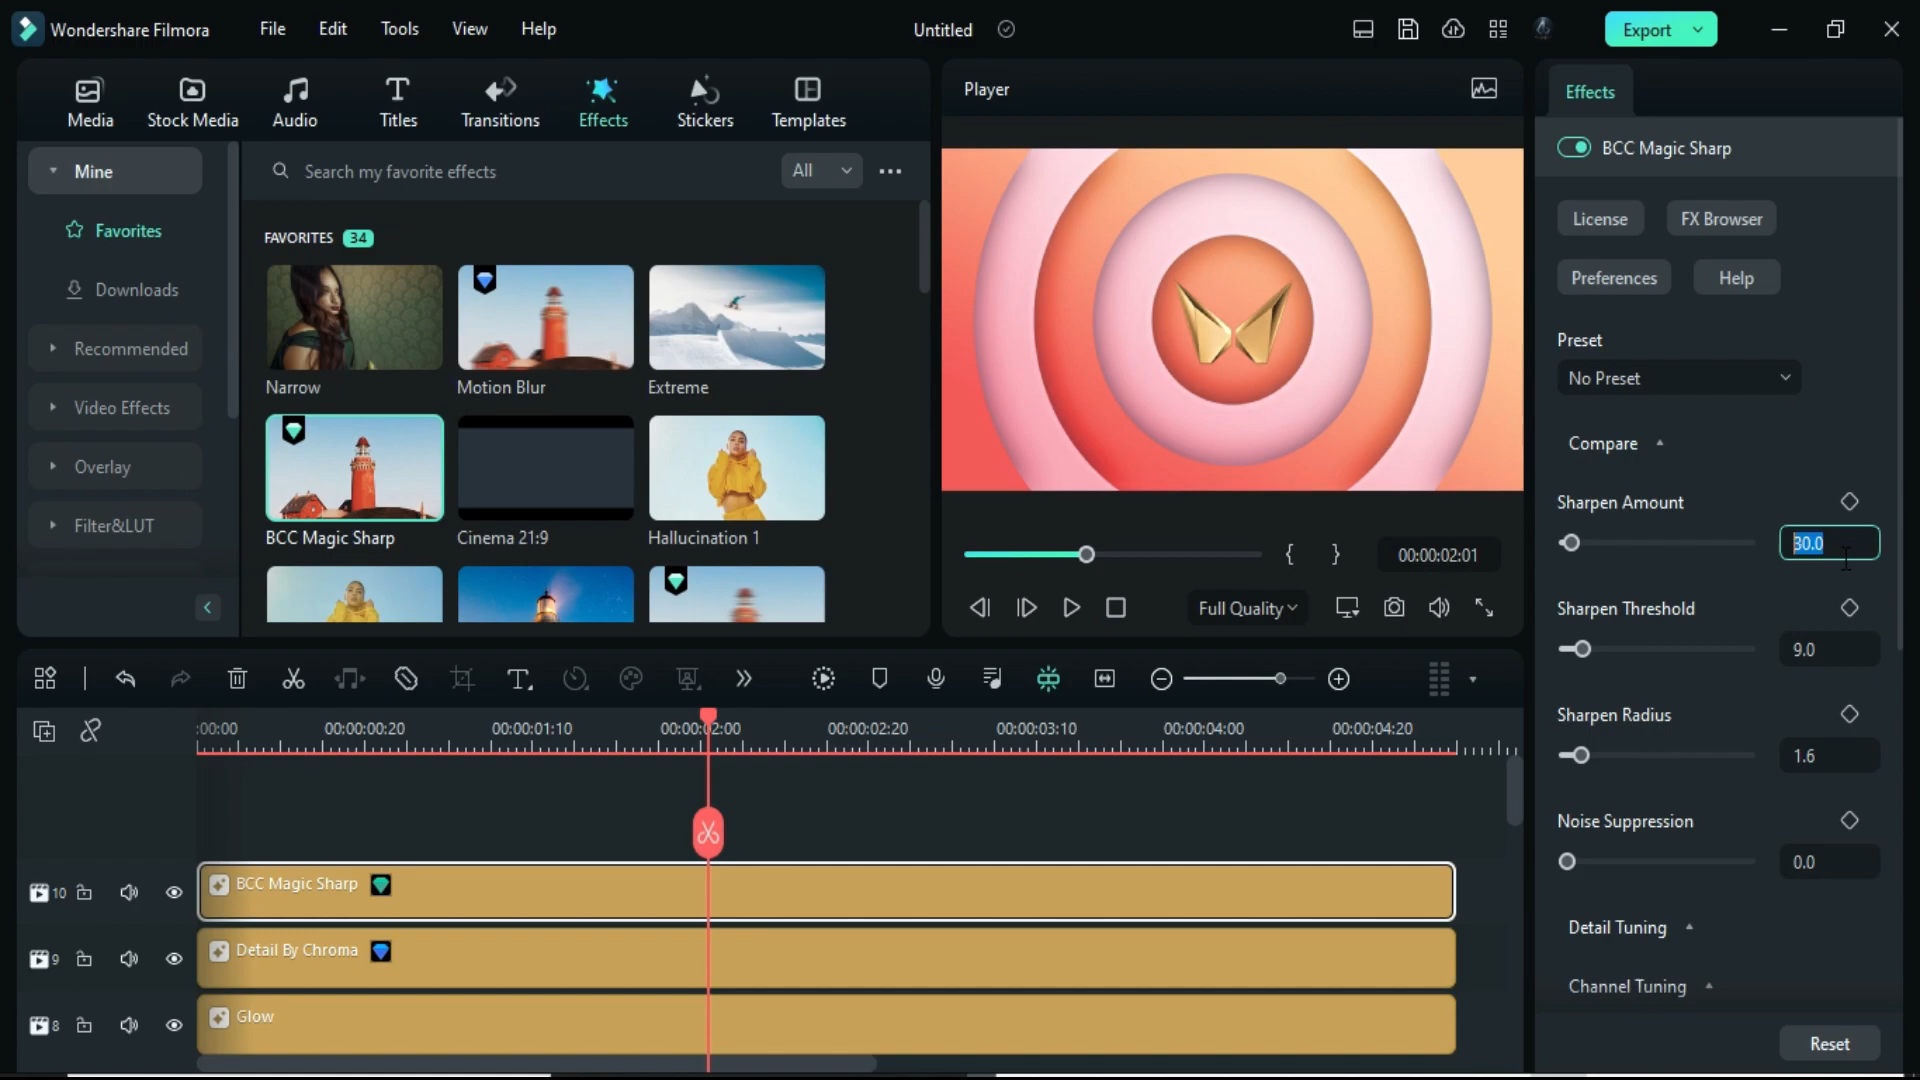 Wondershare Filmora
File
Edit
Tools
View
Help
Untitled
Export
Media
Stock Media
Audio
Titles
Transitions
Effects
Stickers
Templates
Mine
Favorites
Downloads
Recommended
Video Effects
Overlay
Filter&LUT
Search my favorite effects
All
FAVORITES 34
Narrow
Motion Blur
Extreme
BCC Magic Sharp
Cinema 21:9
Hallucination 1
Player
{ }
00:00:02:01
Full Quality
Effects
BCC Magic Sharp
License
FX Browser
Preferences
Help
Preset
No Preset
Compare
Sharpen Amount
30.0
Sharpen Threshold
9.0
Sharpen Radius
1.6
Noise Suppression
0.0
Detail Tuning
Channel Tuning
Reset
:00:00
00:00:00:20
00:00:01:10
00:00:02:00
00:00:02:20
00:00:03:10
00:00:04:00
00:00:04:20
10
BCC Magic Sharp
9
Detail By Chroma
8
Glow